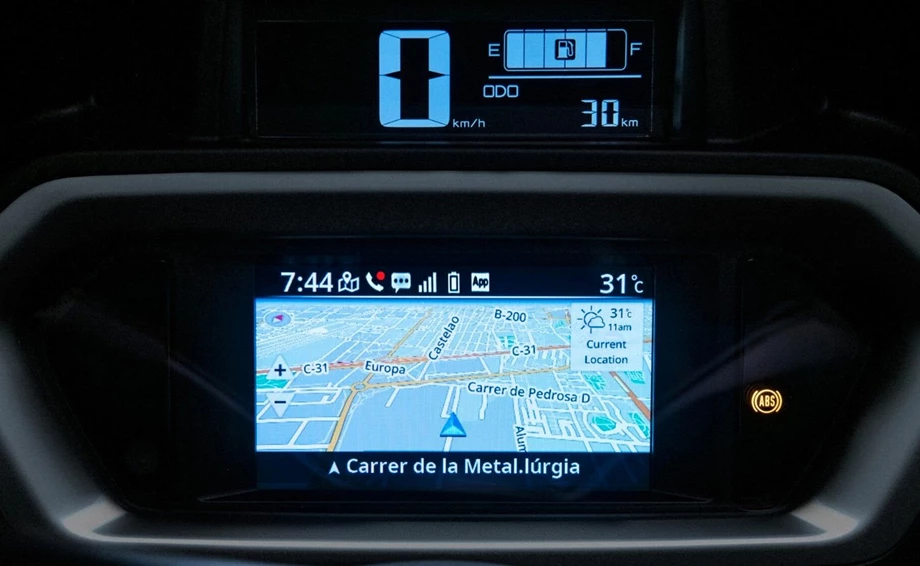 0 km/h
E F
ODO
30 km
7:44 App 31°c
B-200
31°c
11am
Current
Location
Castelao
C-31
C-31
Europa
Carrer de Pedrosa D
Alum
Carrer de la Metal.lúrgia
ABS